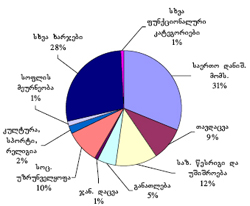 სხვა
ფუნქციონალური
კატეგორიები
1%
სხვა ხარჯები
28%
საერთო დანიშ.
მომს.
31%
სოფლის
მეურნეობა
1%
თავდაცვა
9%
კულტურა,
სპორტი,
რელიგია
2%
საზ. წესრიგი და
უშიშროება
12%
სოც.
უზრუნველყოფა
10%
განათლება
5%
ჯან. დაცვა
1%